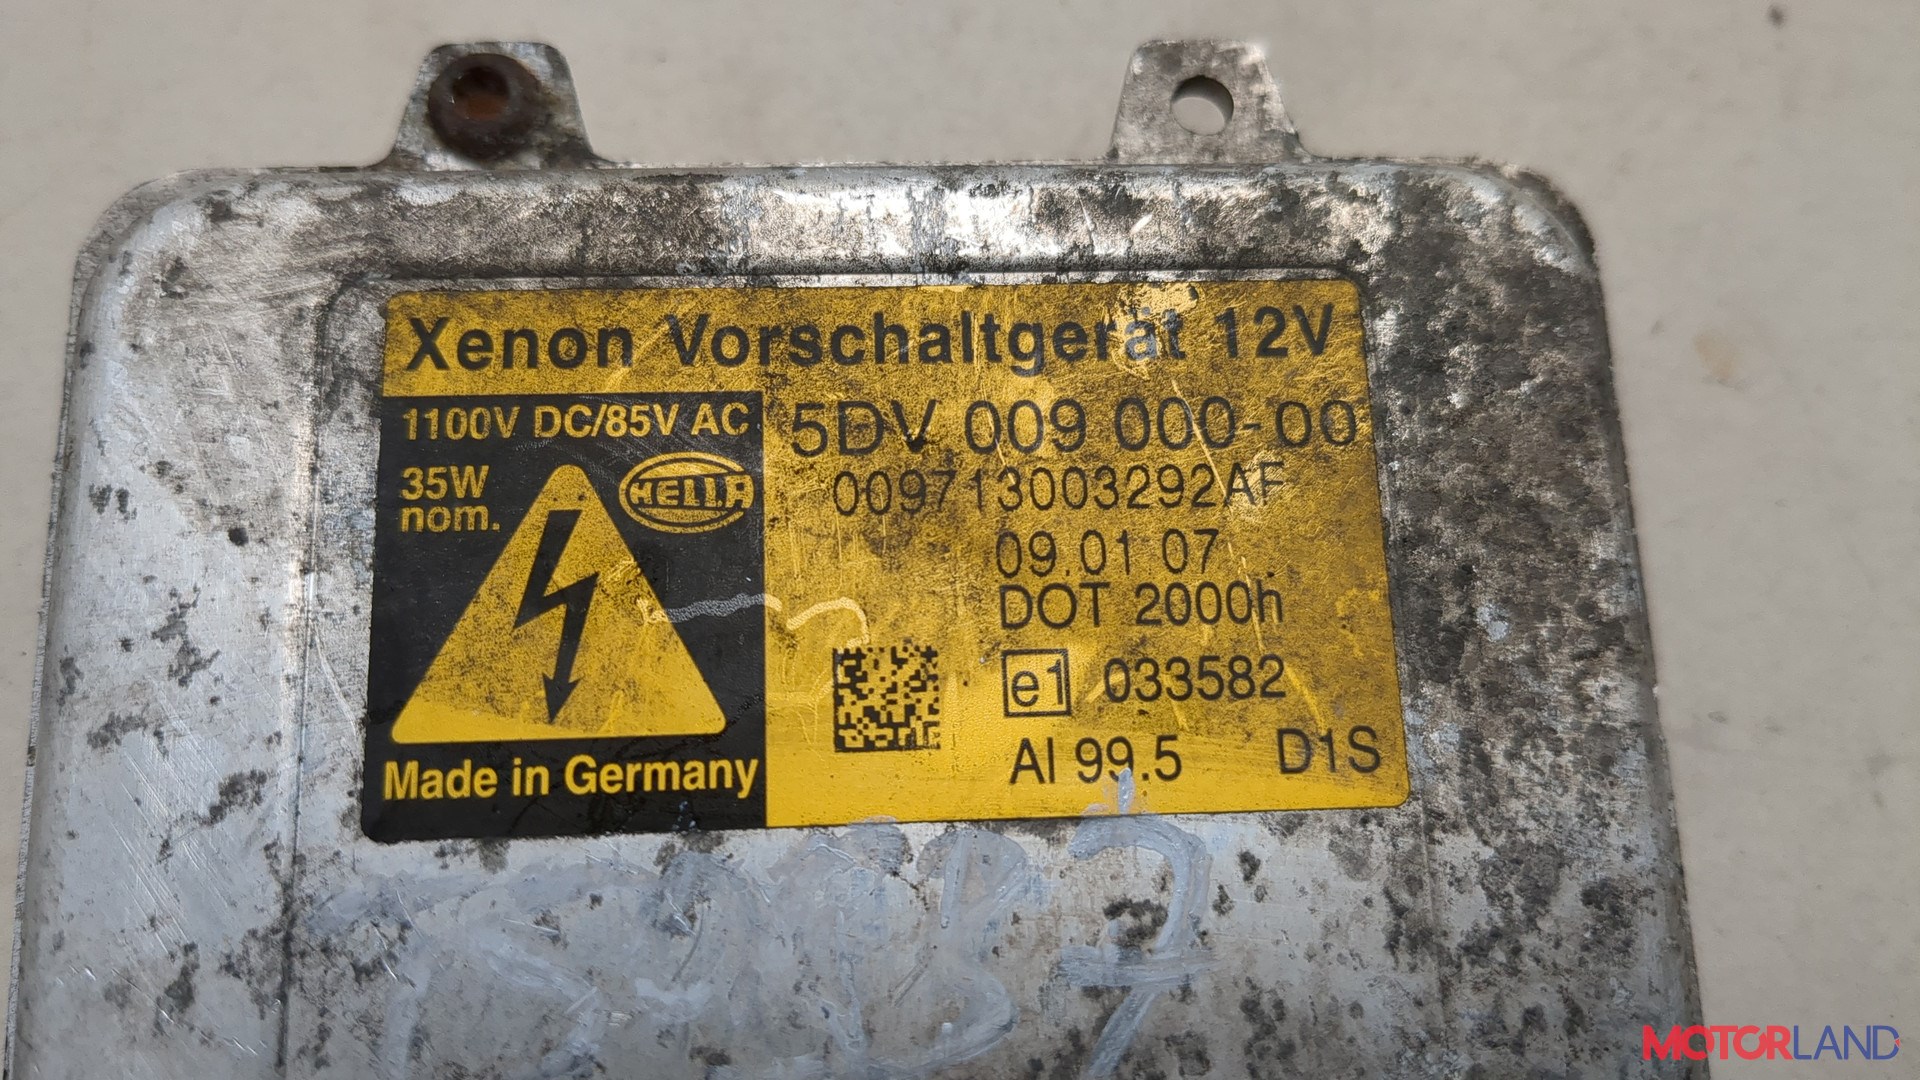 Xenon Vorschaltgerät 12V
1100V DC/85V AC
35W
nom.
HELLA
Made in Germany
5DV 009 000-00
009713003292AF
09.01 07
DOT 2000h
e1 033582
Al 99.5 D1S
MOTORLAND